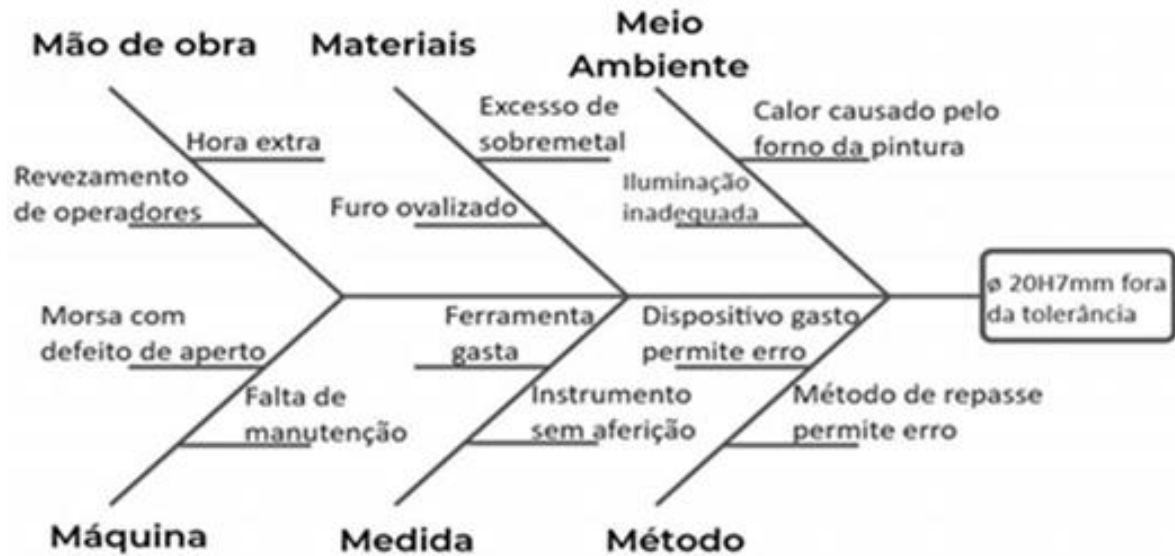 Mão de obra
Materiais
Meio
Ambiente
Hora extra
Revezamento
de operadores
Excesso de
sobremetal
Furo ovalizado
Calor causado pelo
forno da pintura
Iluminação
inadequada
ø 20H7mm fora
da tolerância
Morsa com
defeito de aperto
Falta de
manutenção
Ferramenta
gasta
Instrumento
sem aferição
Dispositivo gasto
permite erro
Método de repasse
permite erro
Máquina
Medida
Método